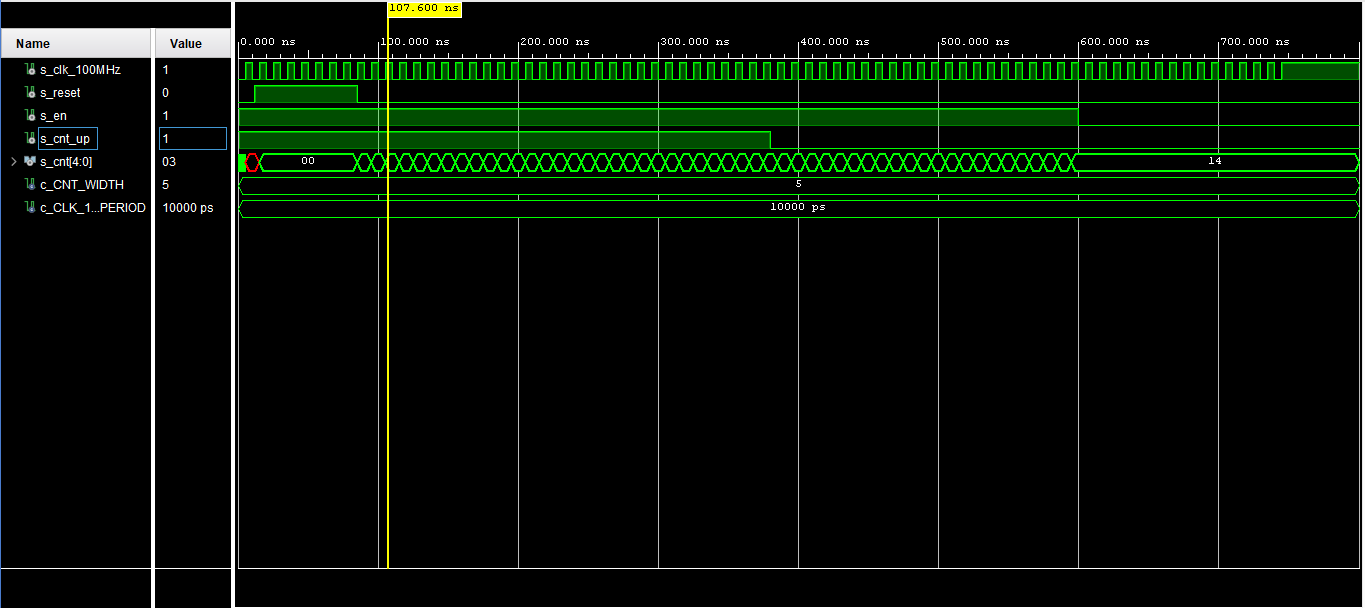 107.600 ns
Name Value
0.000 ns 100.000 ns 200.000 ns 300.000 ns 400.000 ns 500.000 ns 600.000 ns 700.000 ns
s_clk_100MHz 1
s_reset 0
s_en 1
s_cnt_up 1
s_cnt[4:0] 03 00 14
c_CNT_WIDTH 5 5
c_CLK_1...PERIOD 10000 ps 10000 ps